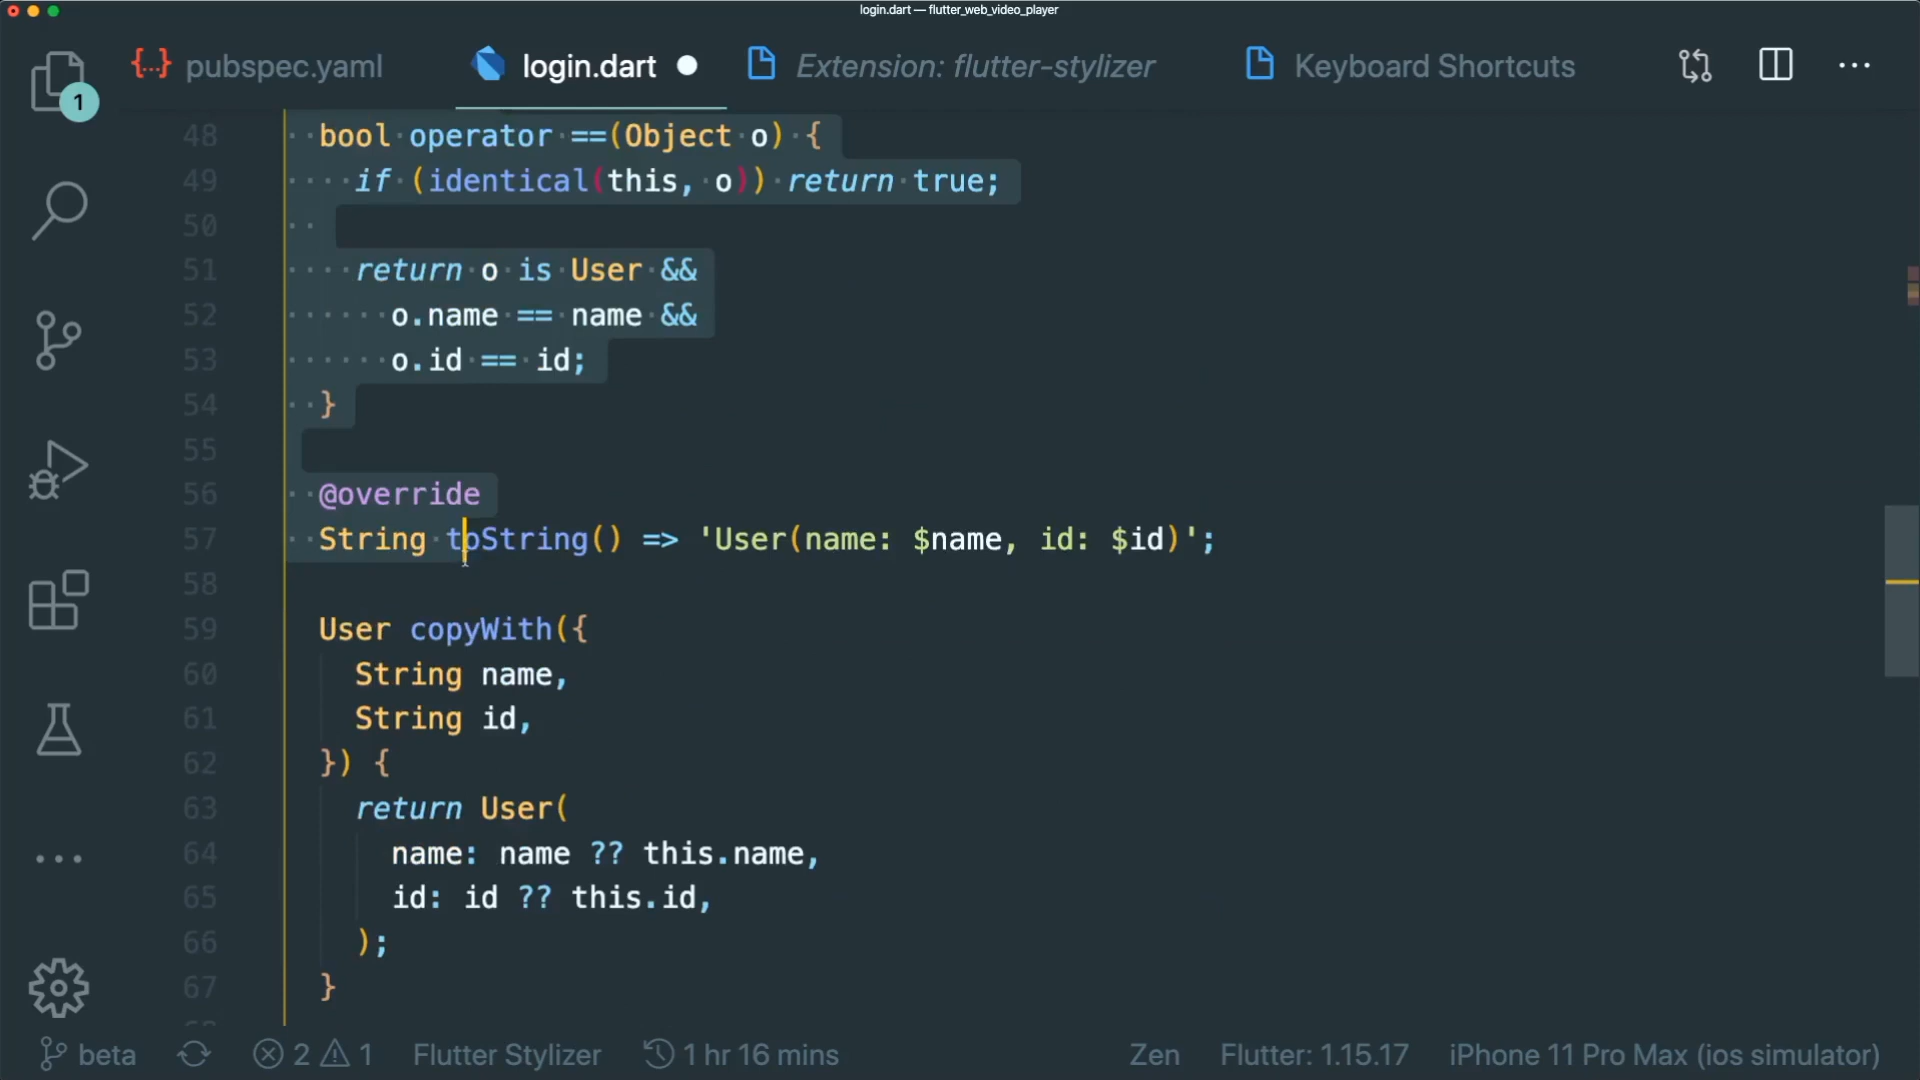 login.dart — flutter_web_video_player
{...} pubspec.yaml login.dart Extension: flutter-stylizer Keyboard Shortcuts
1
48 bool operator ==(Object o) {
49 if (identical(this, o)) return true;
50
51 return o is User &&
52 o.name == name &&
53 o.id == id;
54 }
55
56 @override
57 String toString() => 'User(name: $name, id: $id)';
58
59 User copyWith({
60 String name,
61 String id,
62 }) {
63 return User(
64 name: name ?? this.name,
65 id: id ?? this.id,
66 );
67 }
beta 2 1 Flutter Stylizer 1 hr 16 mins Zen Flutter: 1.15.17 iPhone 11 Pro Max (ios simulator)